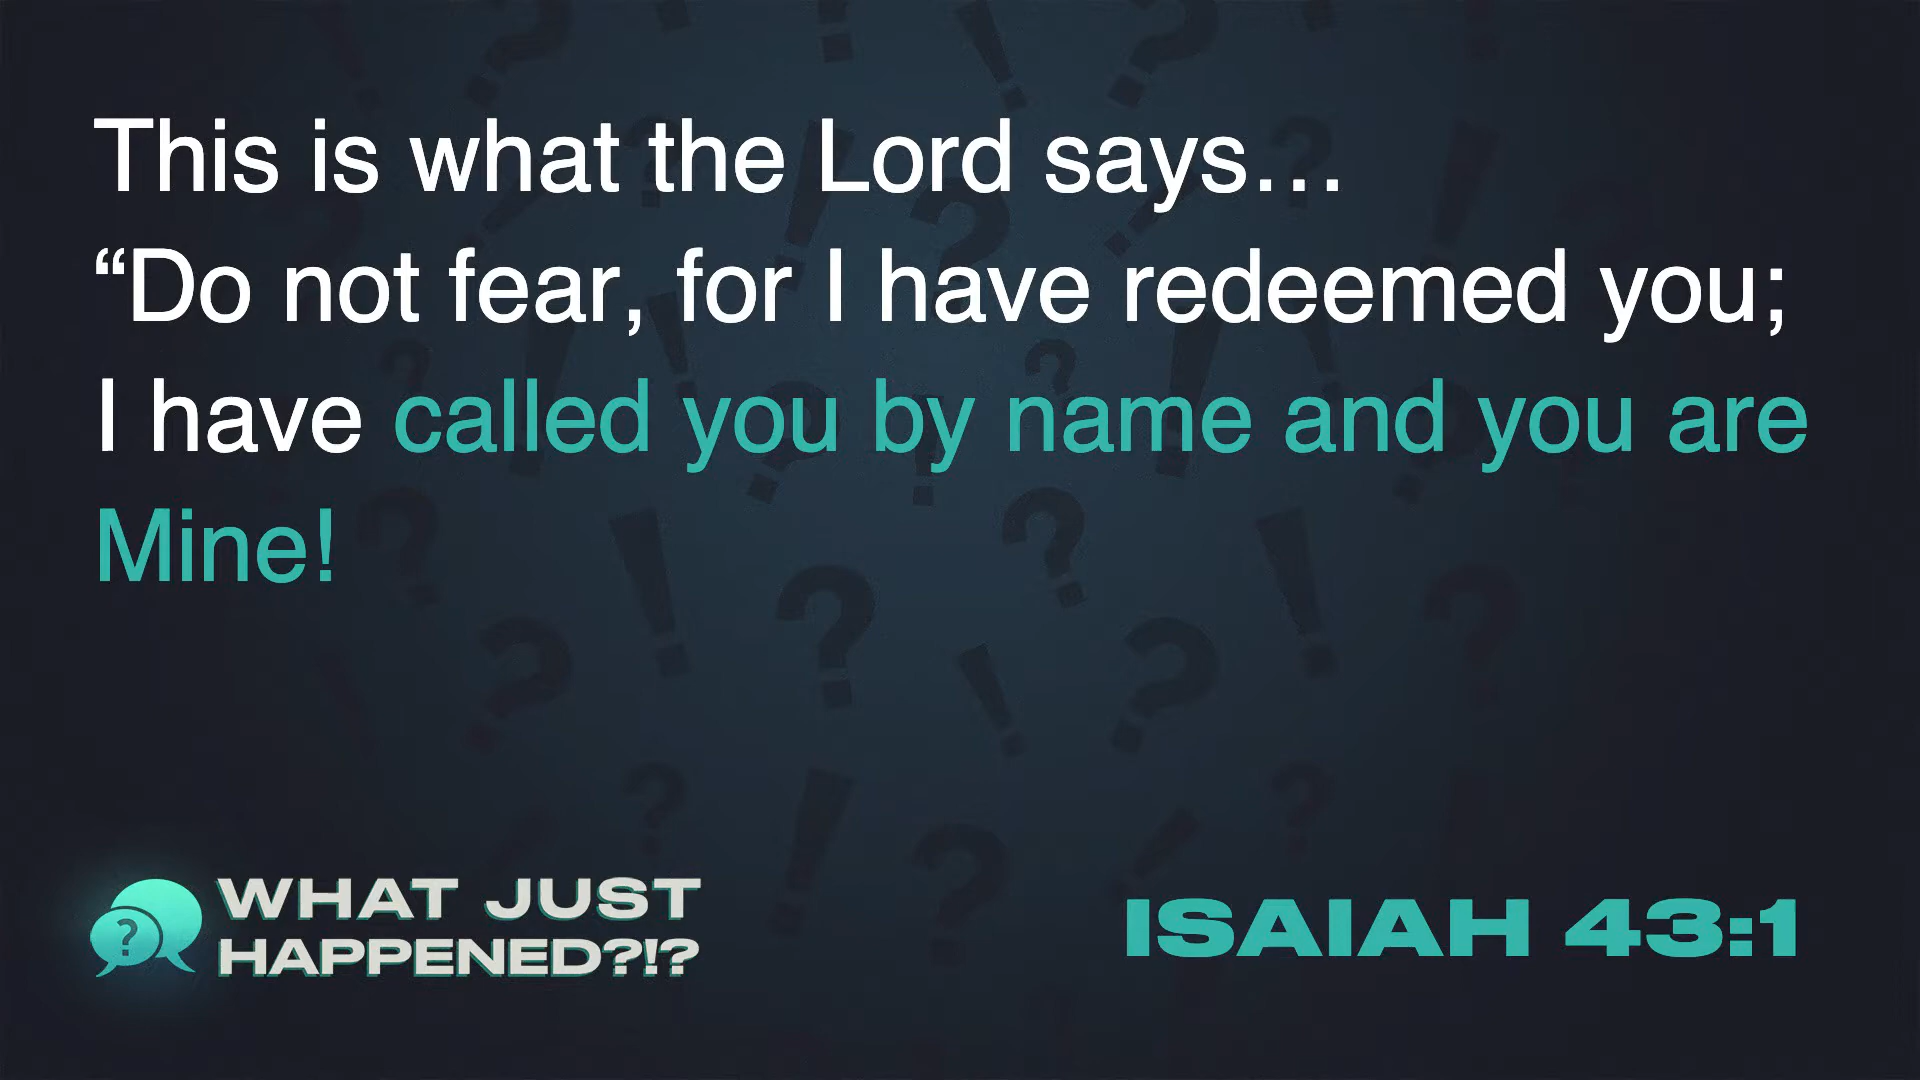 This is what the Lord says…
“Do not fear, for I have redeemed you;
I have called you by name and you are
Mine!
?
WHAT JUST
HAPPENED?!?
ISAIAH 43:1